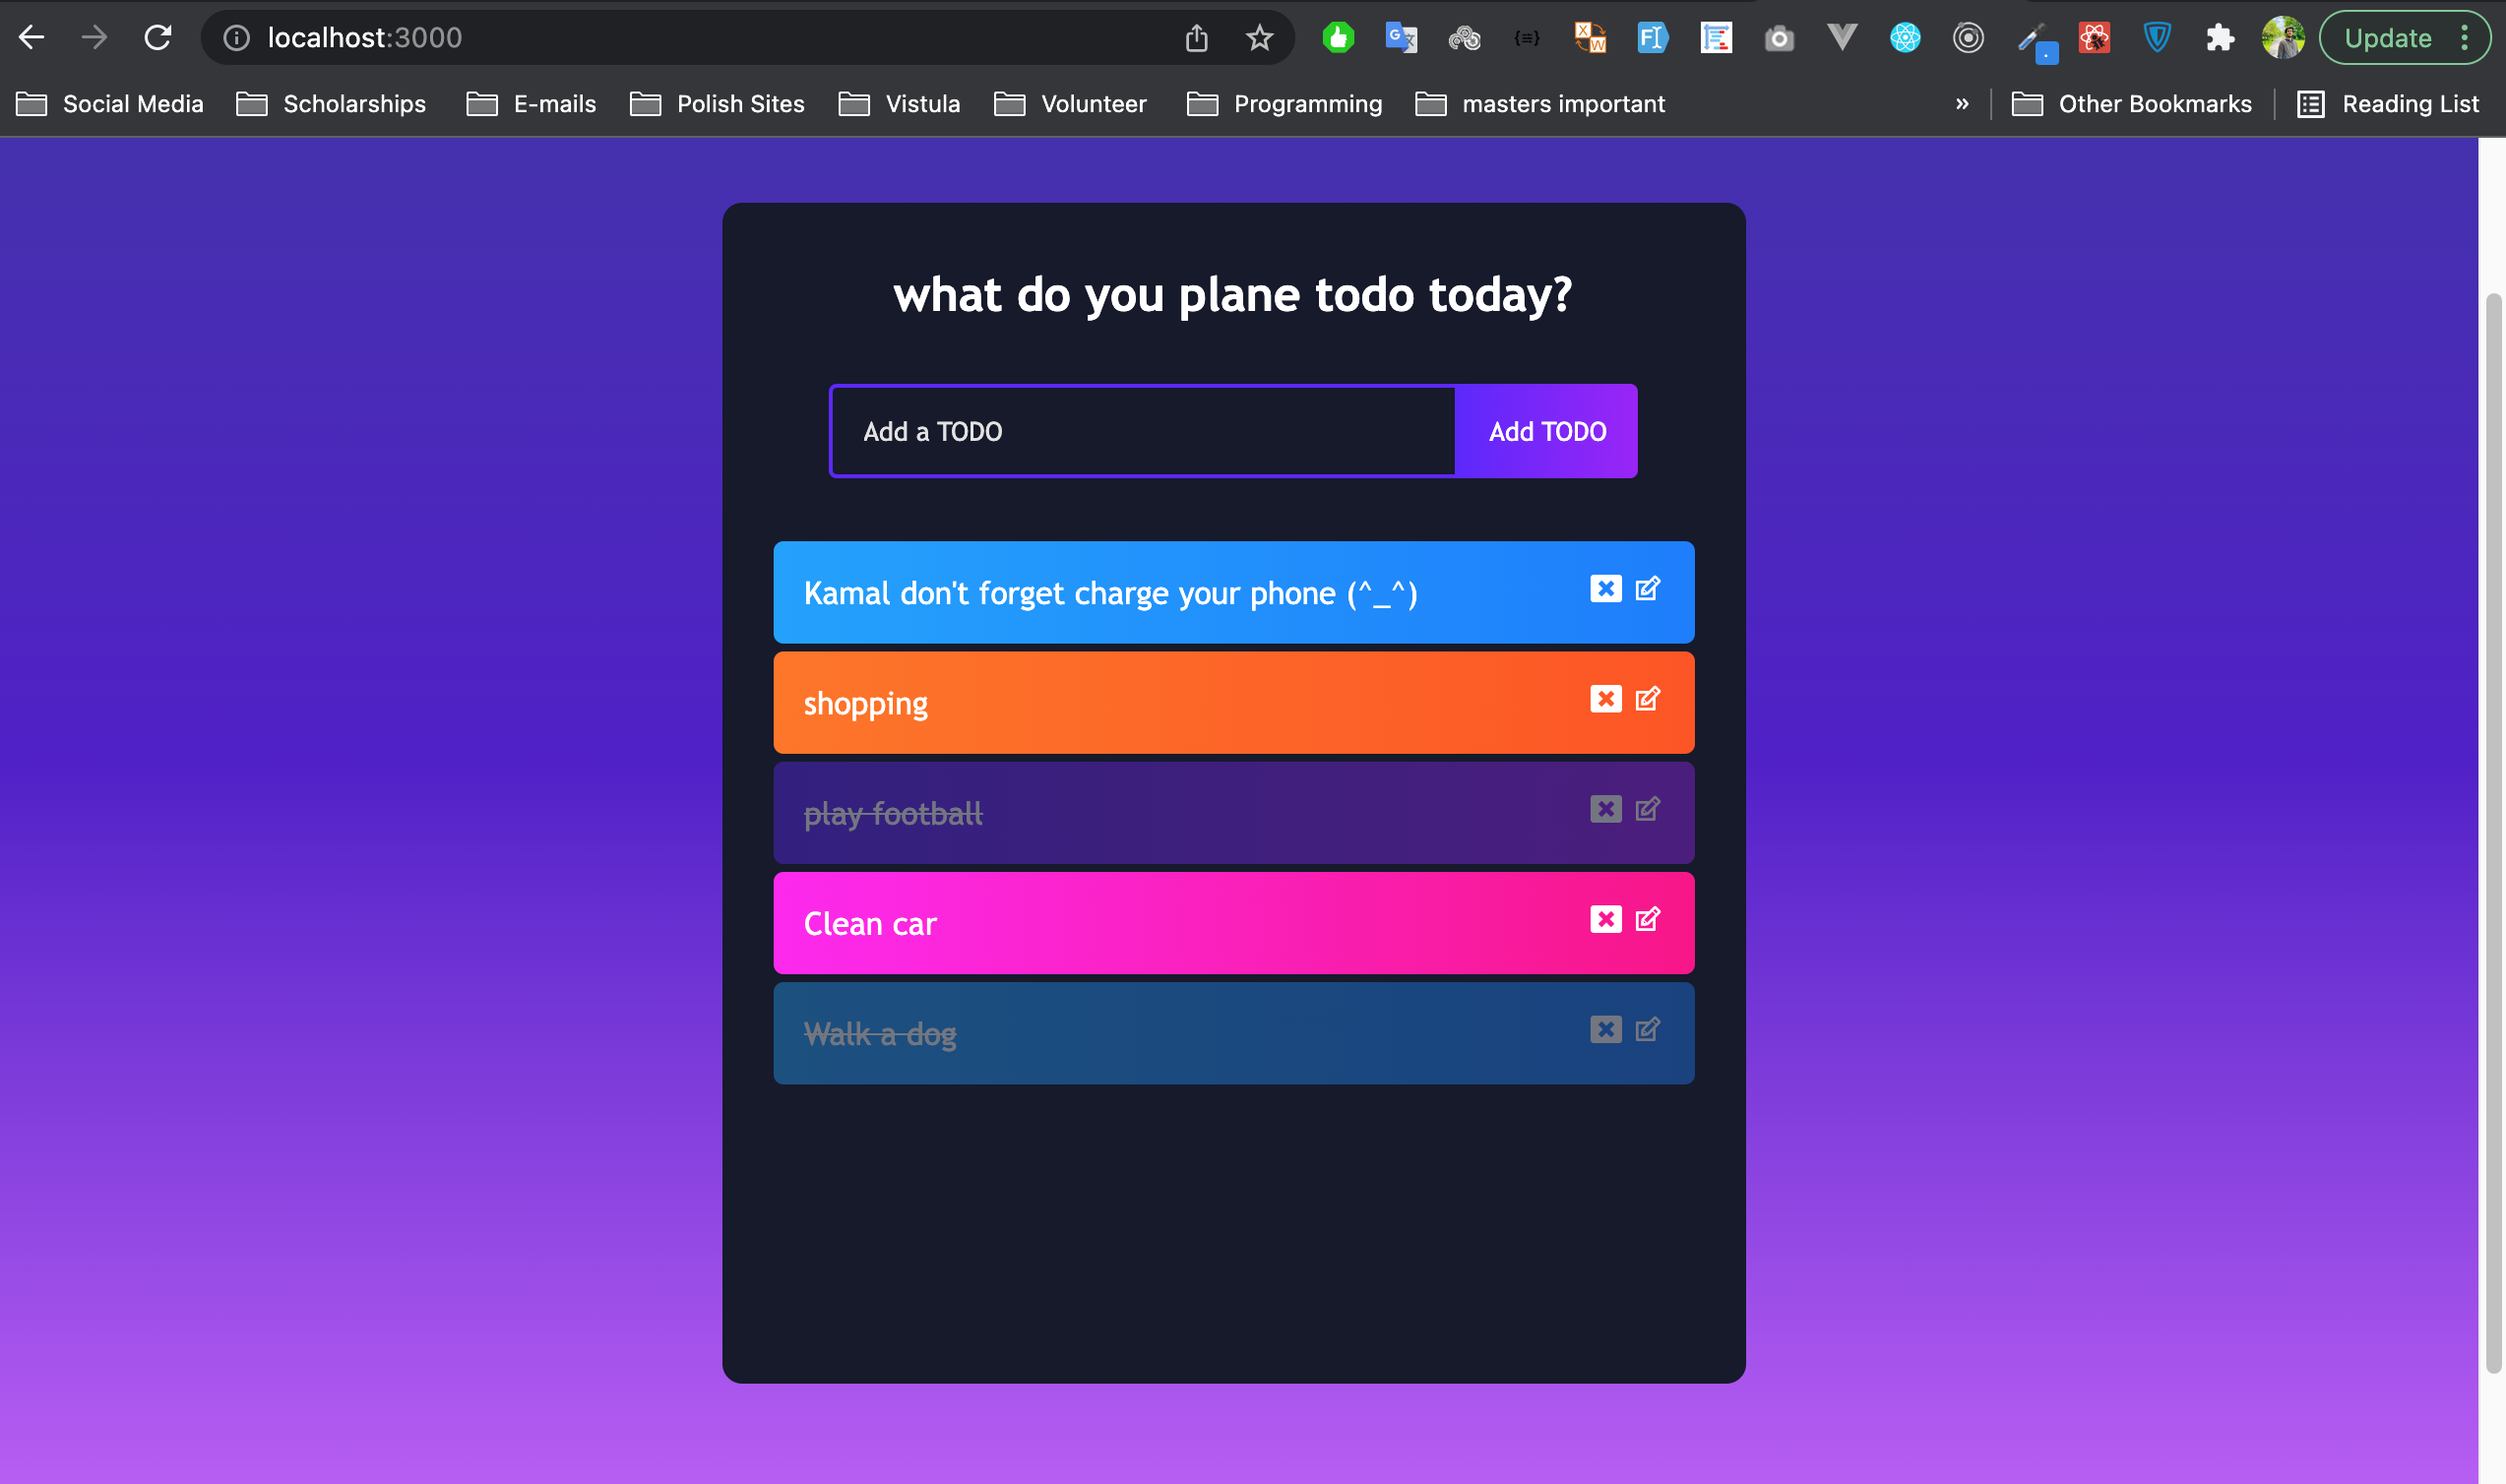 localhost:3000
Update
Social Media Scholarships E-mails Polish Sites Vistula Volunteer Programming masters important » Other Bookmarks Reading List
what do you plane todo today?
Add a TODO Add TODO
Kamal don't forget charge your phone (^_^)
shopping
play football
Clean car
Walk a dog